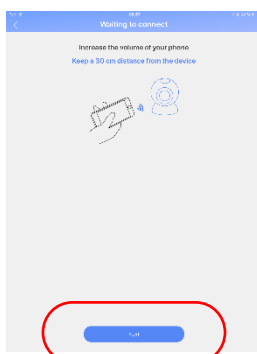 Waiting to connect
Increase the volume of your phone
Keep a 30 cm distance from the device